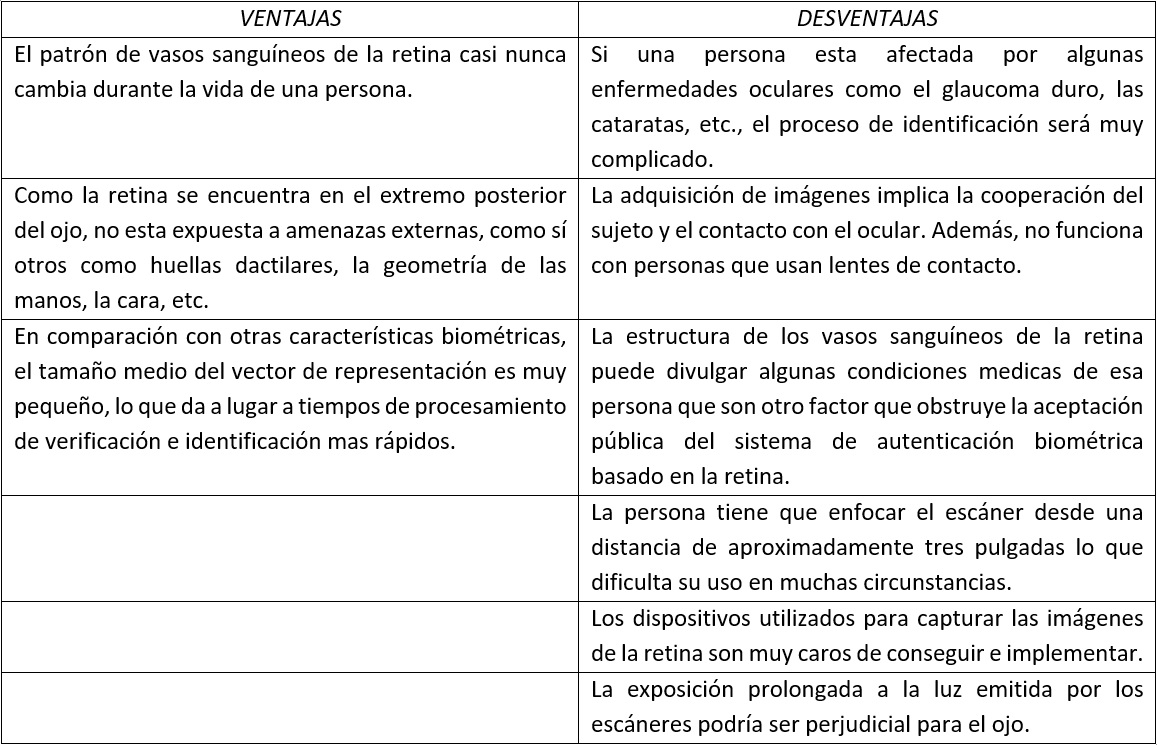 VENTAJAS
DESVENTAJAS
El patrón de vasos sanguíneos de la retina casi nunca
cambia durante la vida de una persona.
Si una persona esta afectada por algunas
enfermedades oculares como el glaucoma duro, las
cataratas, etc., el proceso de identificación será muy
complicado.
Como la retina se encuentra en el extremo posterior
del ojo, no esta expuesta a amenazas externas, como sí
otros como huellas dactilares, la geometría de las
manos, la cara, etc.
La adquisición de imágenes implica la cooperación del
sujeto y el contacto con el ocular. Además, no funciona
con personas que usan lentes de contacto.
En comparación con otras características biométricas,
el tamaño medio del vector de representación es muy
pequeño, lo que da a lugar a tiempos de procesamiento
de verificación e identificación mas rápidos.
La estructura de los vasos sanguíneos de la retina
puede divulgar algunas condiciones medicas de esa
persona que son otro factor que obstruye la aceptación
pública del sistema de autenticación biométrica
basado en la retina.
La persona tiene que enfocar el escáner desde una
distancia de aproximadamente tres pulgadas lo que
dificulta su uso en muchas circunstancias.
Los dispositivos utilizados para capturar las imágenes
de la retina son muy caros de conseguir e implementar.
La exposición prolongada a la luz emitida por los
escáneres podría ser perjudicial para el ojo.